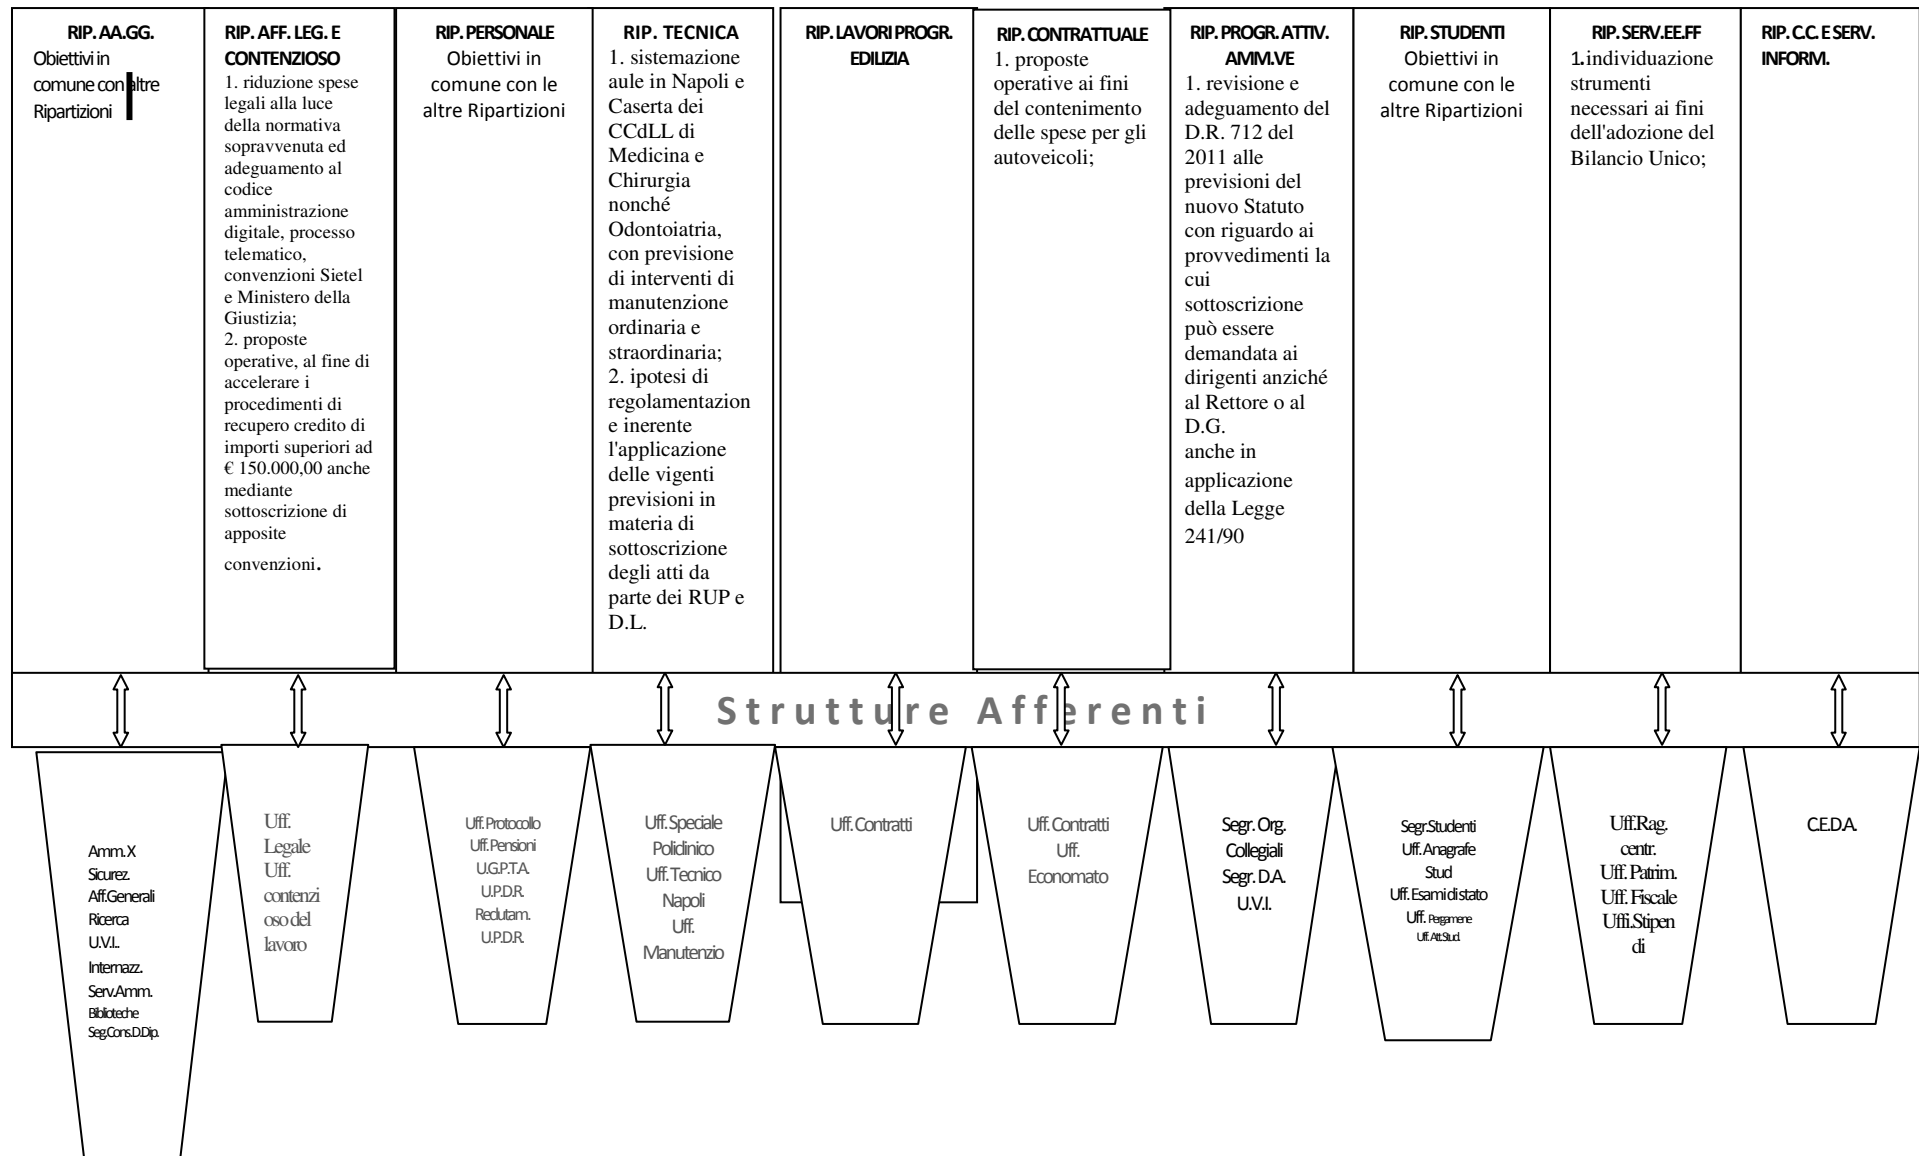 RIP. AA.GG.
Obiettivi in
comune con altre
Ripartizioni
RIP. AFF. LEG. E
CONTENZIOSO
1. riduzione spese
legali alla luce
della normativa
sopravvenuta ed
adeguamento al
codice
amministrazione
digitale, processo
telematico,
convenzioni Sietel
e Ministero della
Giustizia;
2. proposte
operative, al fine di
accelerare i
procedimenti di
recupero credito di
importi superiori ad
€ 150.000,00 anche
mediante
sottoscrizione di
apposite
convenzioni.
RIP. PERSONALE
Obiettivi in
comune con le
altre Ripartizioni
RIP. TECNICA
1. sistemazione
aule in Napoli e
Caserta dei
CCdLL di
Medicina e
Chirurgia
nonché
Odontoiatria,
con previsione
di interventi di
manutenzione
ordinaria e
straordinaria;
2. ipotesi di
regolamentazion
e inerente
l'applicazione
delle vigenti
previsioni in
materia di
sottoscrizione
degli atti da
parte dei RUP e
D.L.
RIP. LAVORI PROGR.
EDILIZIA
RIP. CONTRATTUALE
1. proposte
operative ai fini
del contenimento
delle spese per gli
autoveicoli;
RIP. PROGR. ATTIV.
AMM.VE
1. revisione e
adeguamento del
D.R. 712 del
2011 alle
previsioni del
nuovo Statuto
con riguardo ai
provvedimenti la
cui
sottoscrizione
può essere
demandata ai
dirigenti anziché
al Rettore o al
D.G.
anche in
applicazione
della Legge
241/90
RIP. STUDENTI
Obiettivi in
comune con le
altre Ripartizioni
RIP. SERV.EE.FF
1.individuazione
strumenti
necessari ai fini
dell'adozione del
Bilancio Unico;
RIP. C.C. E SERV.
INFORM.
Strutture Afferenti
Amm. X
Sicurez.
Aff.Generali
Ricerca
U.V.I..
Internazz.
Serv.Amm.
Biblioteche
Seg.Cons.D.Dip.
Uff.
Legale
Uff.
contenzi
oso del
lavoro
Uff. Protocollo
Uff. Pensioni
U.G.P.T.A.
U.P.D.R.
Reclutam.
U.P.D.R.
Uff. Speciale
Policlinico
Uff. Tecnico
Napoli
Uff.
Manutenzio
Uff. Contratti
Uff. Contratti
Uff.
Economato
Segr. Org.
Collegiali
Segr. D.A.
U.V.I.
Segr.Studenti
Uff. Anagrafe
Stud
Uff. Esami di stato
Uff. Pergamene
Uff. Att.Stud.
Uff.Rag.
centr.
Uff. Patrim.
Uff. Fiscale
Uffi.Stipen
di
C.E.D.A.